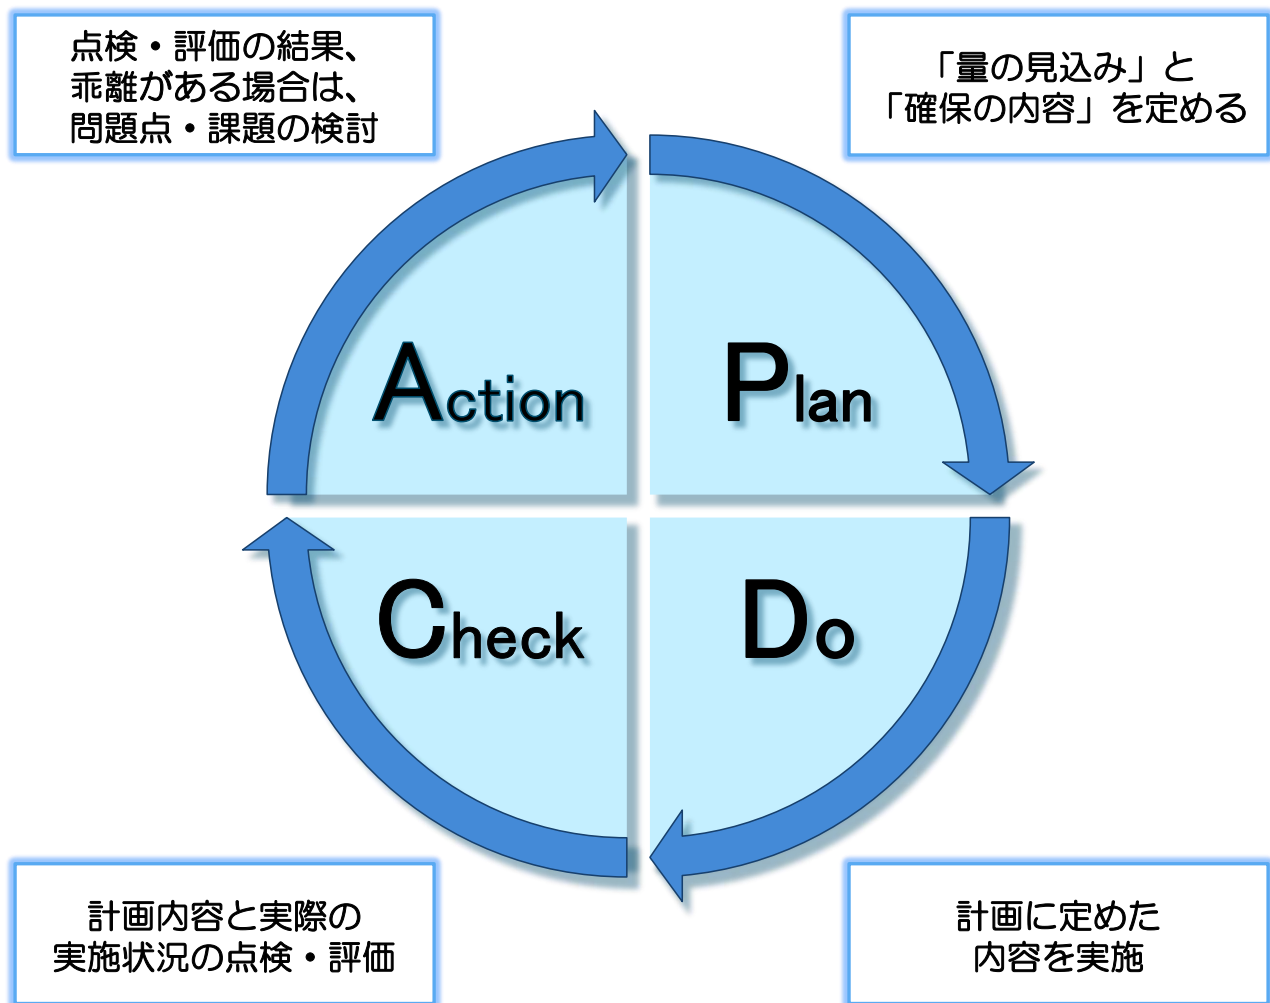 点検・評価の結果、
乖離がある場合は、
問題点・課題の検討
「量の見込み」と
「確保の内容」を定める
Action
Plan
Check
Do
計画内容と実際の
実施状況の点検・評価
計画に定めた
内容を実施